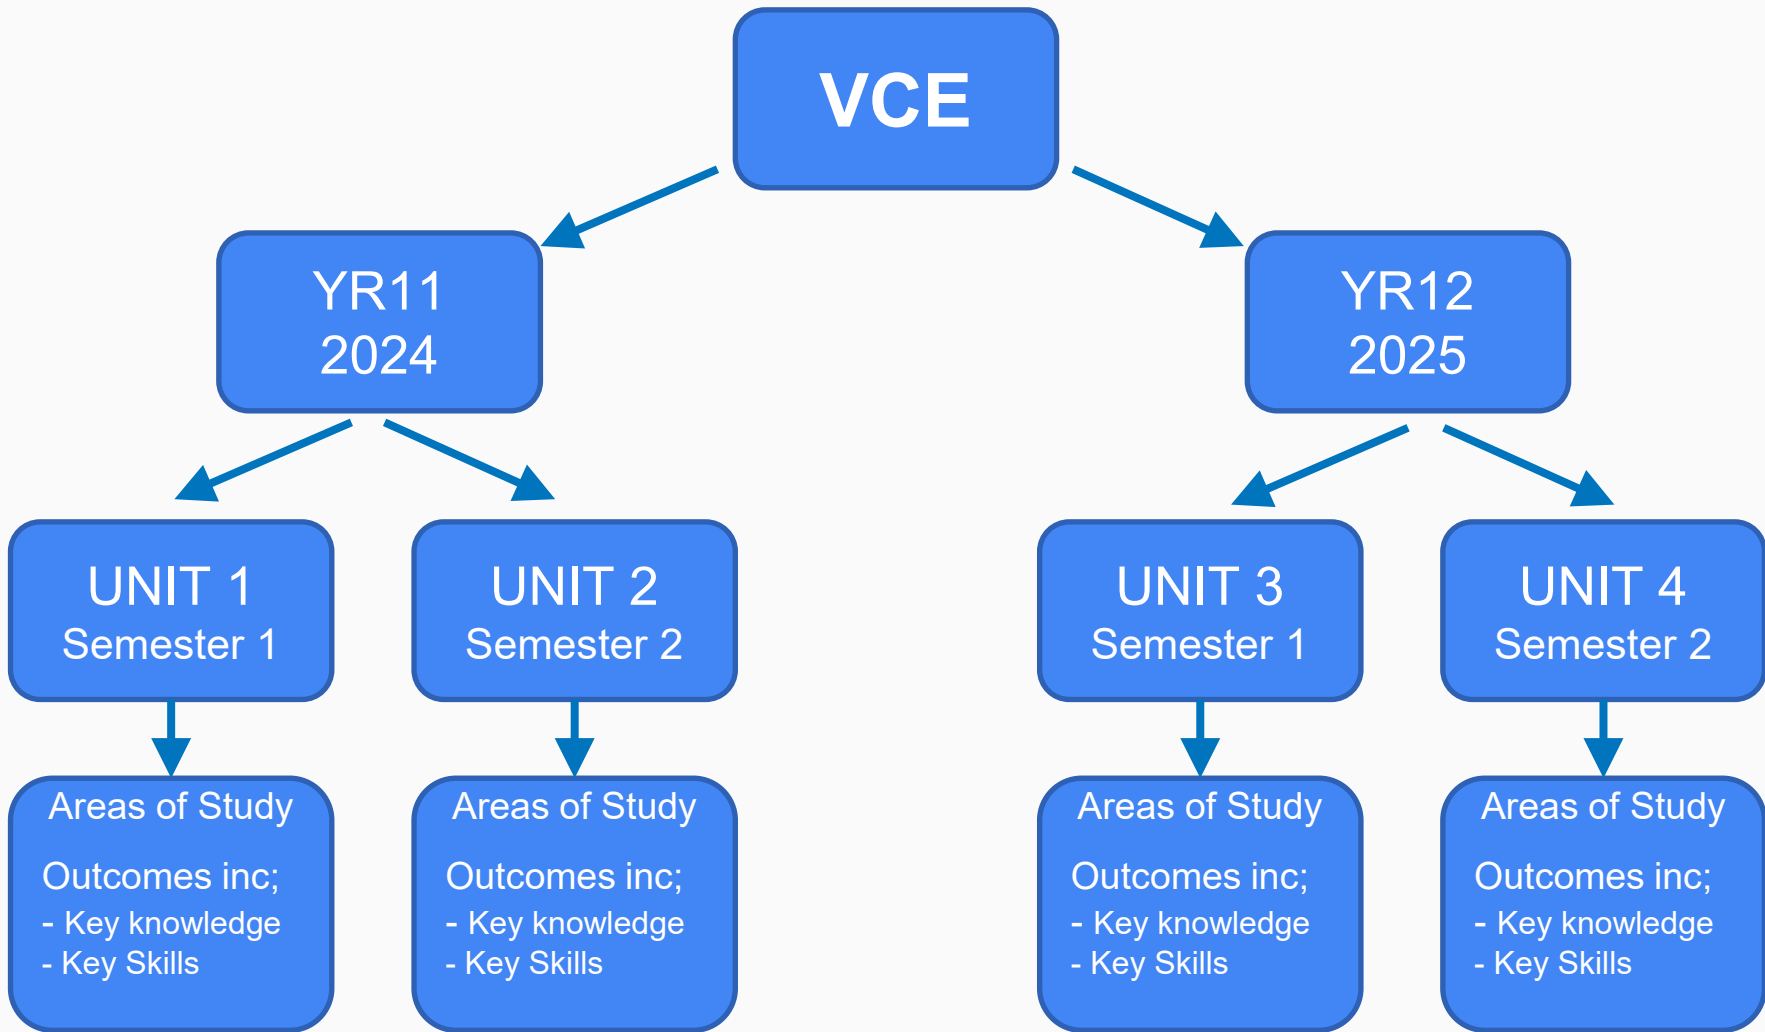 VCE
YR11
2024
YR12
2025
UNIT 1
Semester 1
UNIT 2
Semester 2
UNIT 3
Semester 1
UNIT 4
Semester 2
Areas of Study
Outcomes inc;
- Key knowledge
- Key Skills
Areas of Study
Outcomes inc;
- Key knowledge
- Key Skills
Areas of Study
Outcomes inc;
- Key knowledge
- Key Skills
Areas of Study
Outcomes inc;
- Key knowledge
- Key Skills